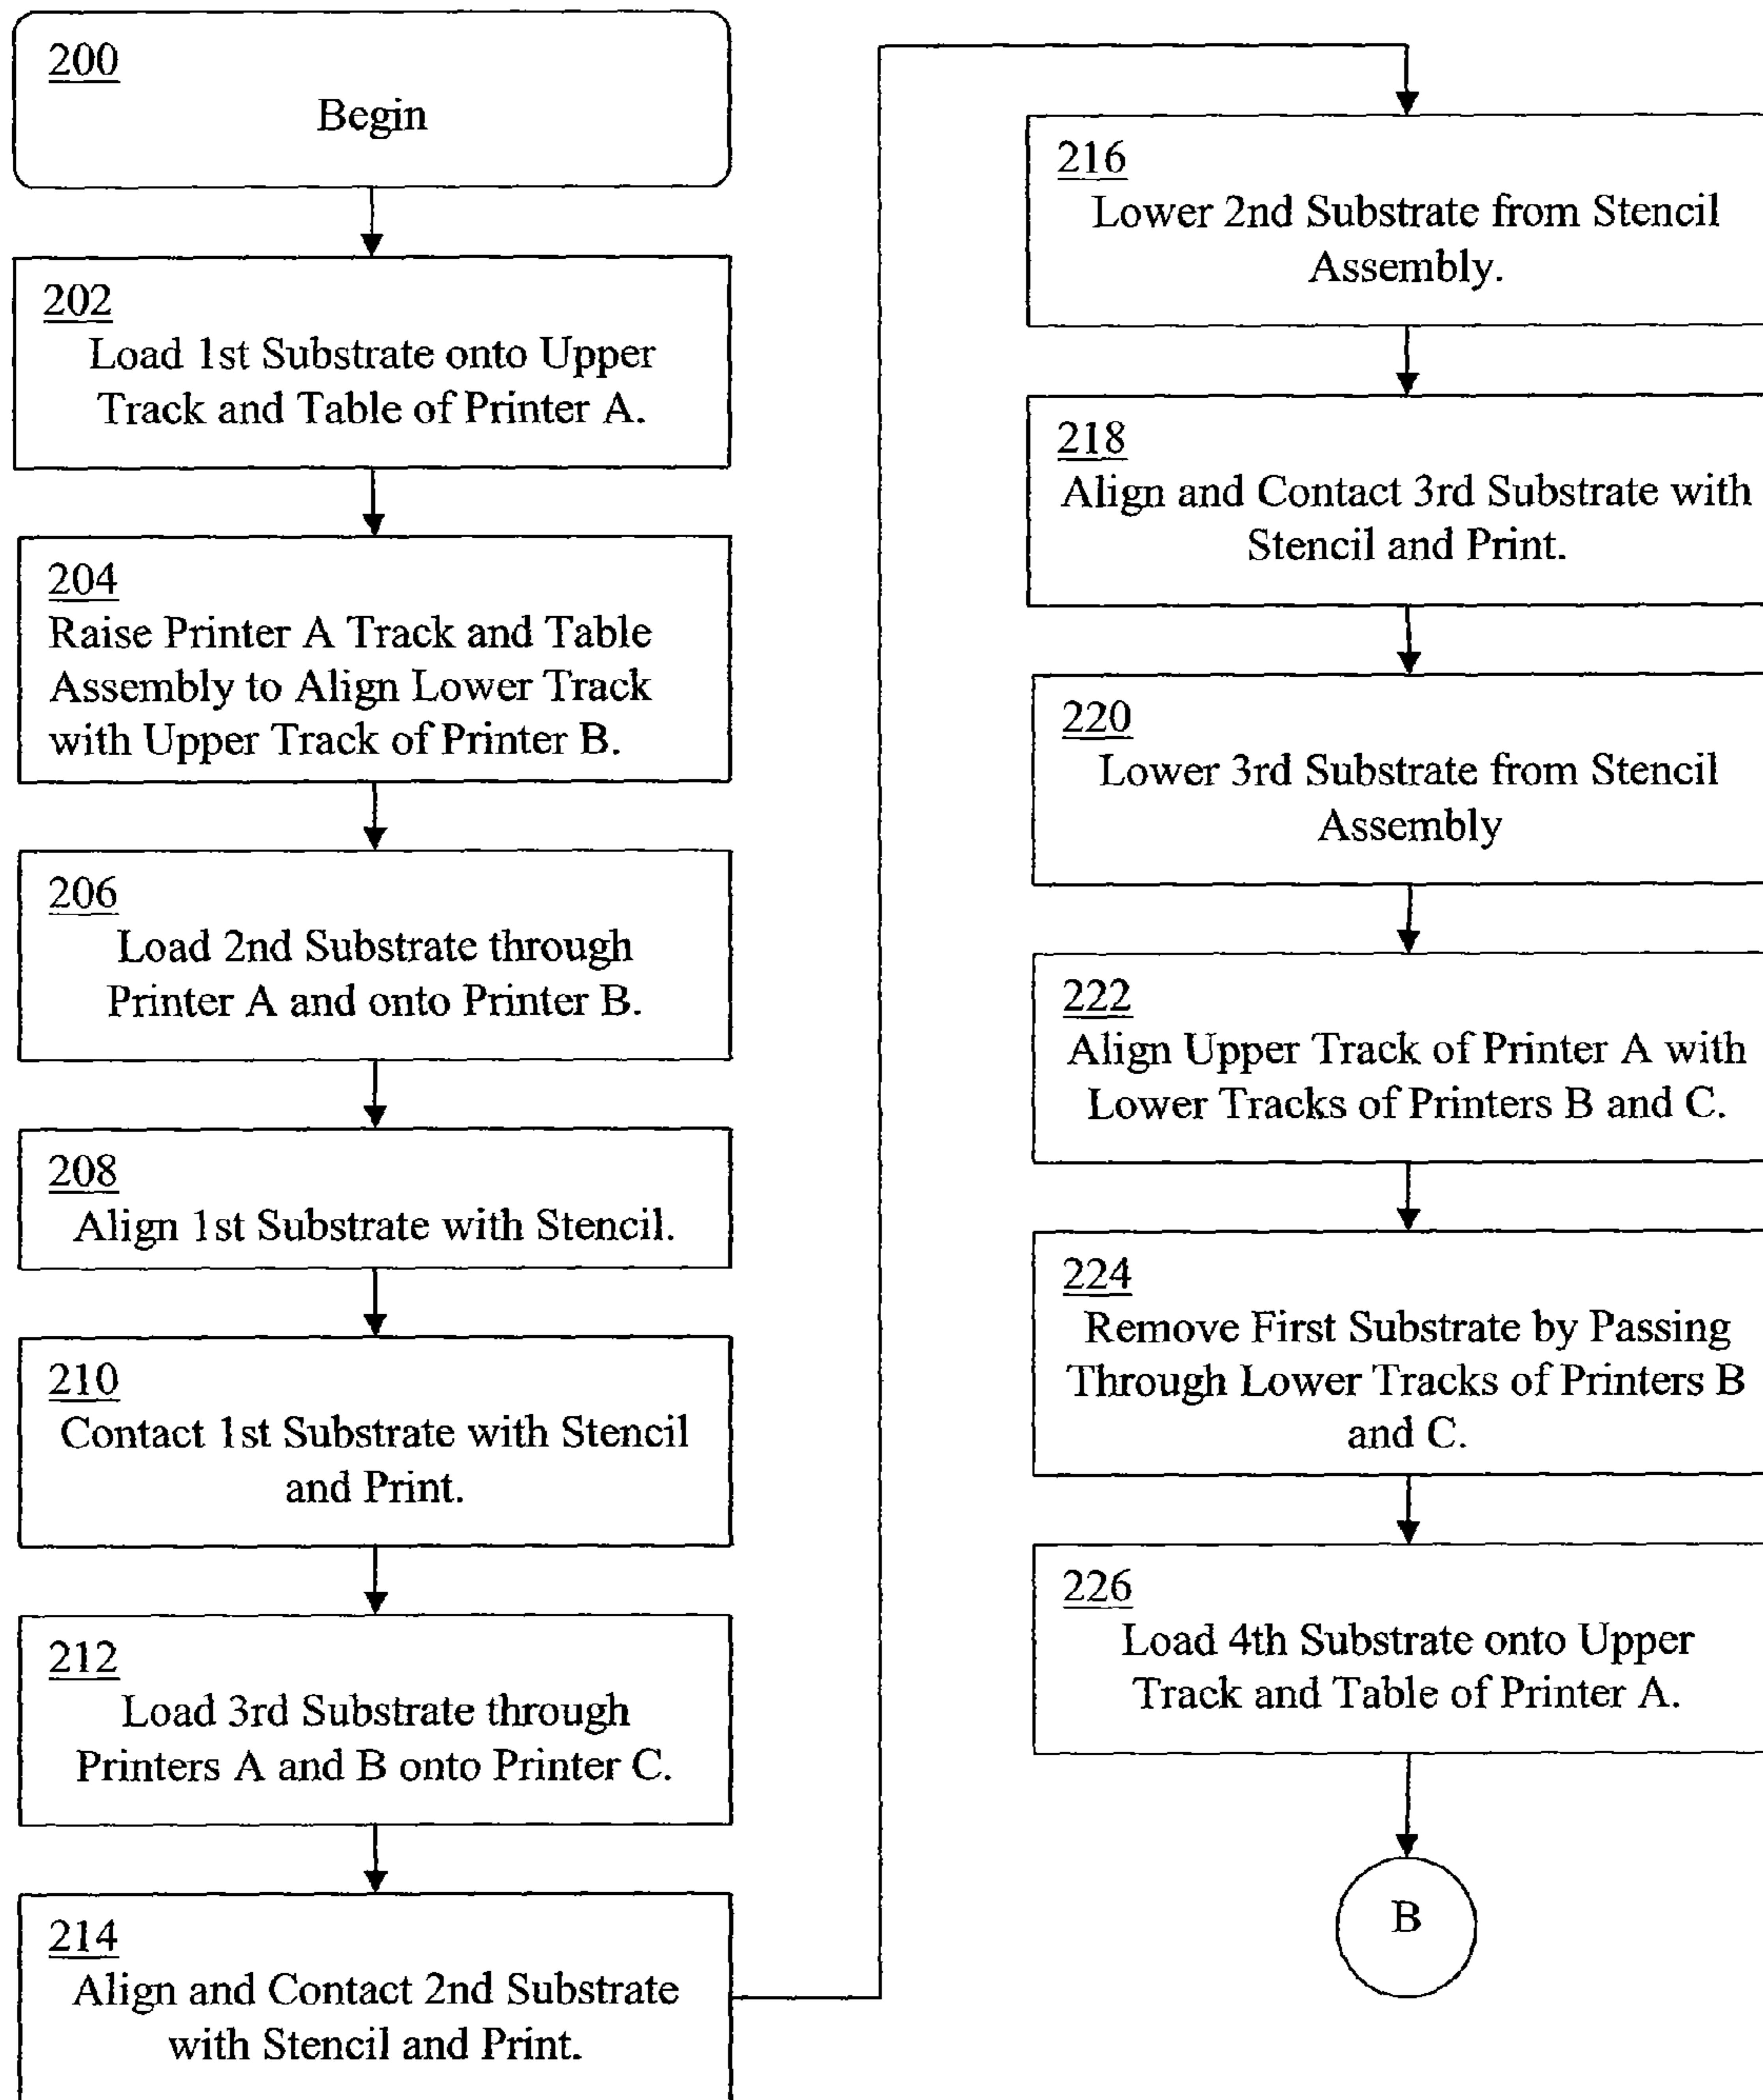 200
Begin
202
Load 1st Substrate onto Upper
Track and Table of Printer A.
204
Raise Printer A Track and Table
Assembly to Align Lower Track
with Upper Track of Printer B.
206
Load 2nd Substrate through
Printer A and onto Printer B.
208
Align 1st Substrate with Stencil.
210
Contact 1st Substrate with Stencil
and Print.
212
Load 3rd Substrate through
Printers A and B onto Printer C.
214
Align and Contact 2nd Substrate
with Stencil and Print.
216
Lower 2nd Substrate from Stencil
Assembly.
218
Align and Contact 3rd Substrate with
Stencil and Print.
220
Lower 3rd Substrate from Stencil
Assembly
222
Align Upper Track of Printer A with
Lower Tracks of Printers B and C.
224
Remove First Substrate by Passing
Through Lower Tracks of Printers B
and C.
226
Load 4th Substrate onto Upper
Track and Table of Printer A.
B